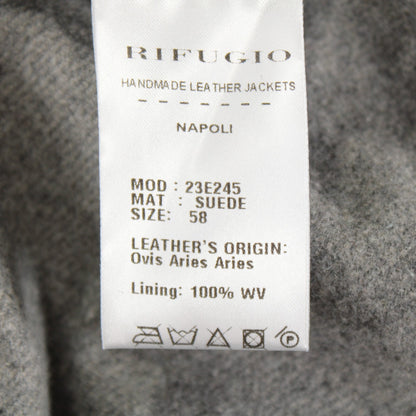 RIFUGIO
HANDMADE LEATHER JACKETS
- - - - - - -
NAPOLI
MOD : 23E245
MAT : SUEDE
SIZE: 58
LEATHER'S ORIGIN:
Ovis Aries Aries
Lining: 100% WV